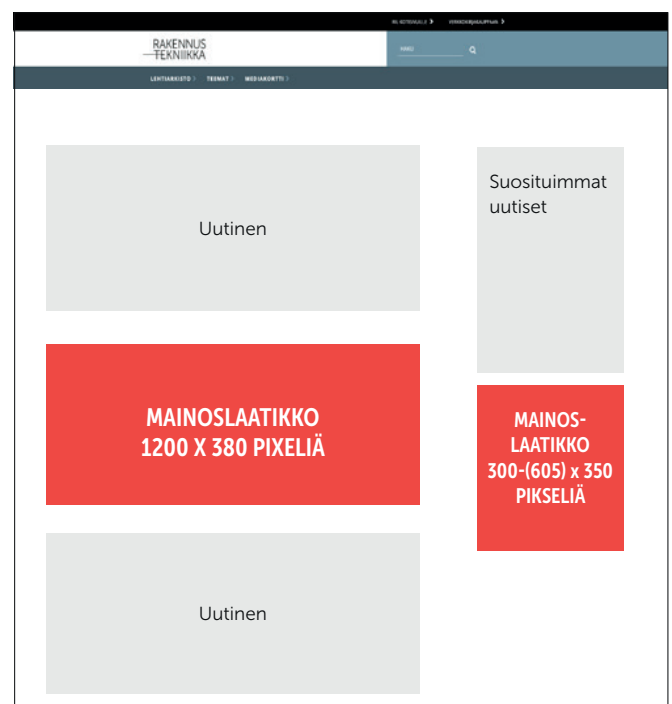 RAKENNUS
TEKNIIKKA
HAKU
LEHTIARKISTO
TEEMAT
MEDIAKORTTI
Uutinen
Suosituimmat
uutiset
MAINOSLAATIKKO
1200 X 380 PIXELIÄ
MAINOS-
LAATIKKO
300-(605) x 350
PIKSELIÄ
Uutinen